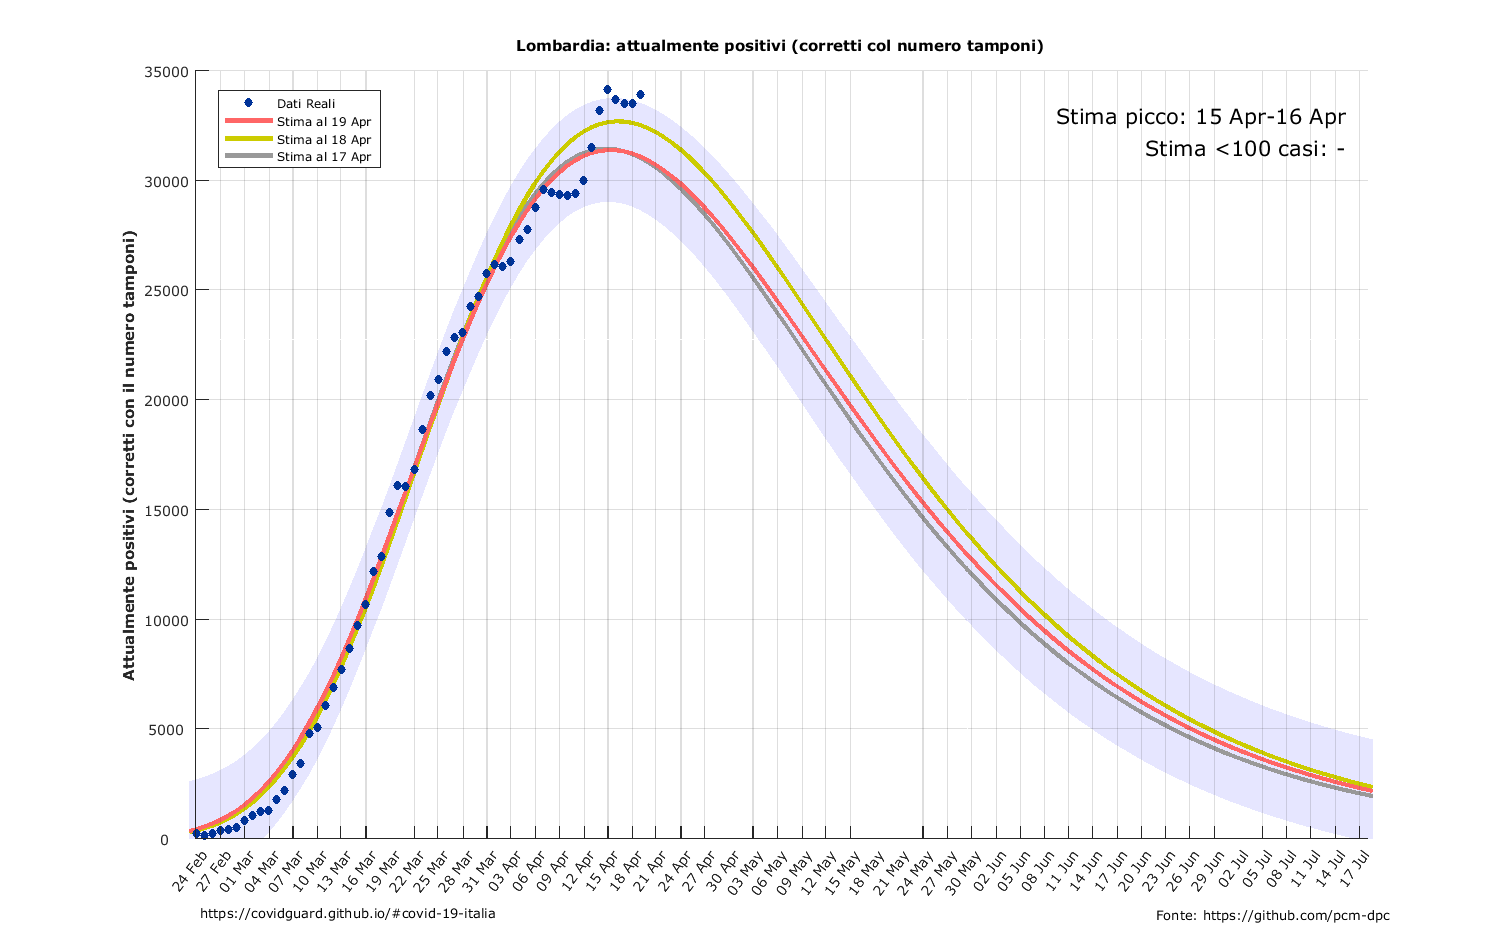 Lombardia: attualmente positivi (corretti col numero tamponi)
35000
30000
25000
20000
15000
10000
5000
0
Attualmente positivi (corretti con il numero tamponi)
Dati Reali
Stima al 19 Apr
Stima al 18 Apr
Stima al 17 Apr
Stima picco: 15 Apr-16 Apr
Stima <100 casi: -
24 Feb
27 Feb
01 Mar
04 Mar
07 Mar
10 Mar
13 Mar
16 Mar
19 Mar
22 Mar
25 Mar
28 Mar
31 Mar
03 Apr
06 Apr
09 Apr
12 Apr
15 Apr
18 Apr
21 Apr
24 Apr
27 Apr
30 Apr
03 May
06 May
09 May
12 May
15 May
18 May
21 May
24 May
27 May
30 May
02 Jun
05 Jun
08 Jun
11 Jun
14 Jun
17 Jun
20 Jun
23 Jun
26 Jun
29 Jun
02 Jul
05 Jul
08 Jul
11 Jul
14 Jul
17 Jul
https://covidguard.github.io/#covid-19-italia
Fonte: https://github.com/pcm-dpc